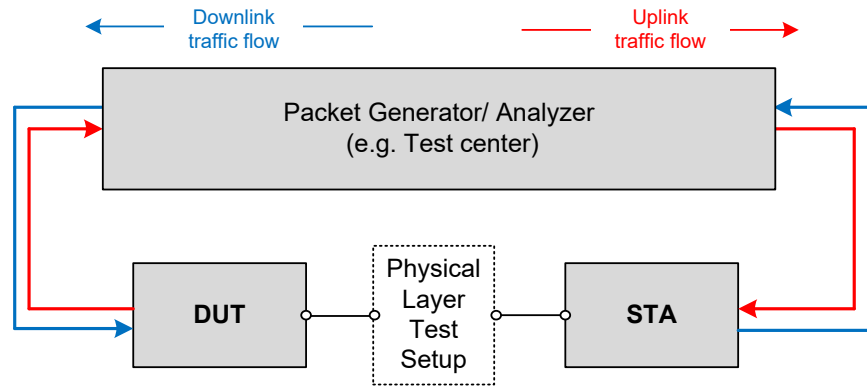 Downlink
traffic flow
Uplink
traffic flow
Packet Generator/ Analyzer
(e.g. Test center)
DUT
Physical
Layer
Test
Setup
STA